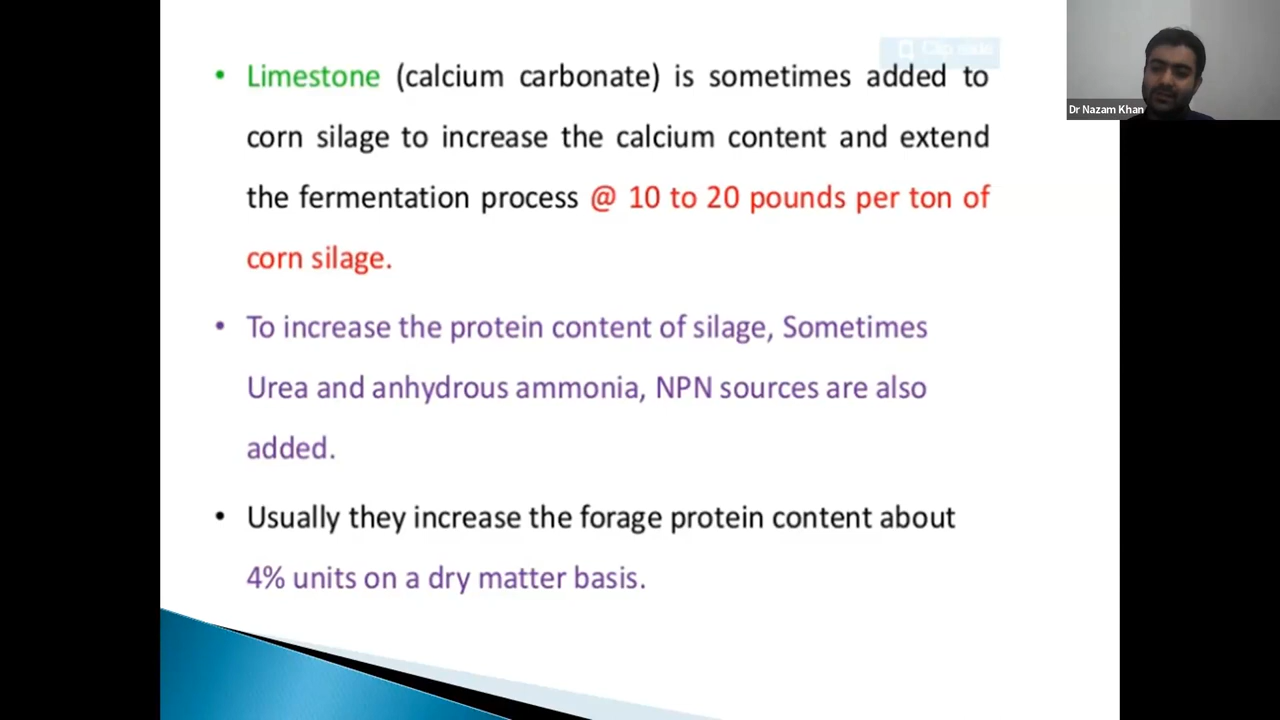 Clip slide
• Limestone (calcium carbonate) is sometimes added to
corn silage to increase the calcium content and extend
the fermentation process @ 10 to 20 pounds per ton of
corn silage.
• To increase the protein content of silage, Sometimes
Urea and anhydrous ammonia, NPN sources are also
added.
• Usually they increase the forage protein content about
4% units on a dry matter basis.
Dr Nazam Khan